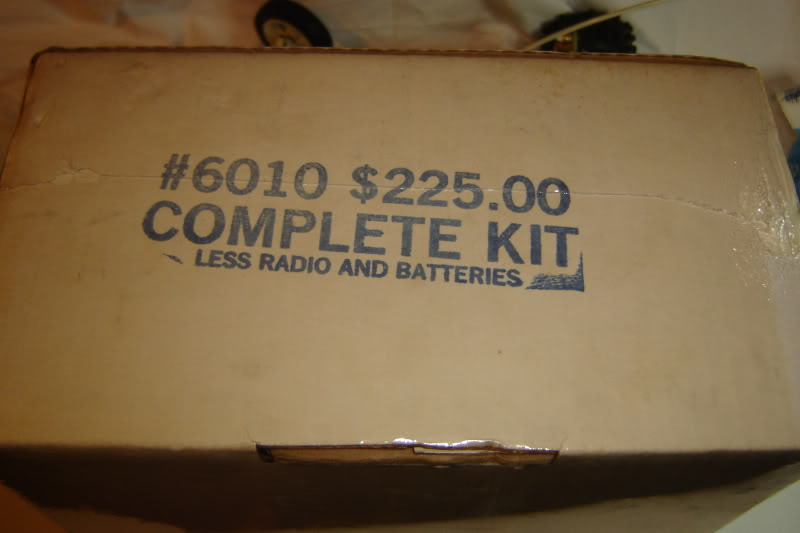 #6010 $225.00
COMPLETE KIT
LESS RADIO AND BATTERIES